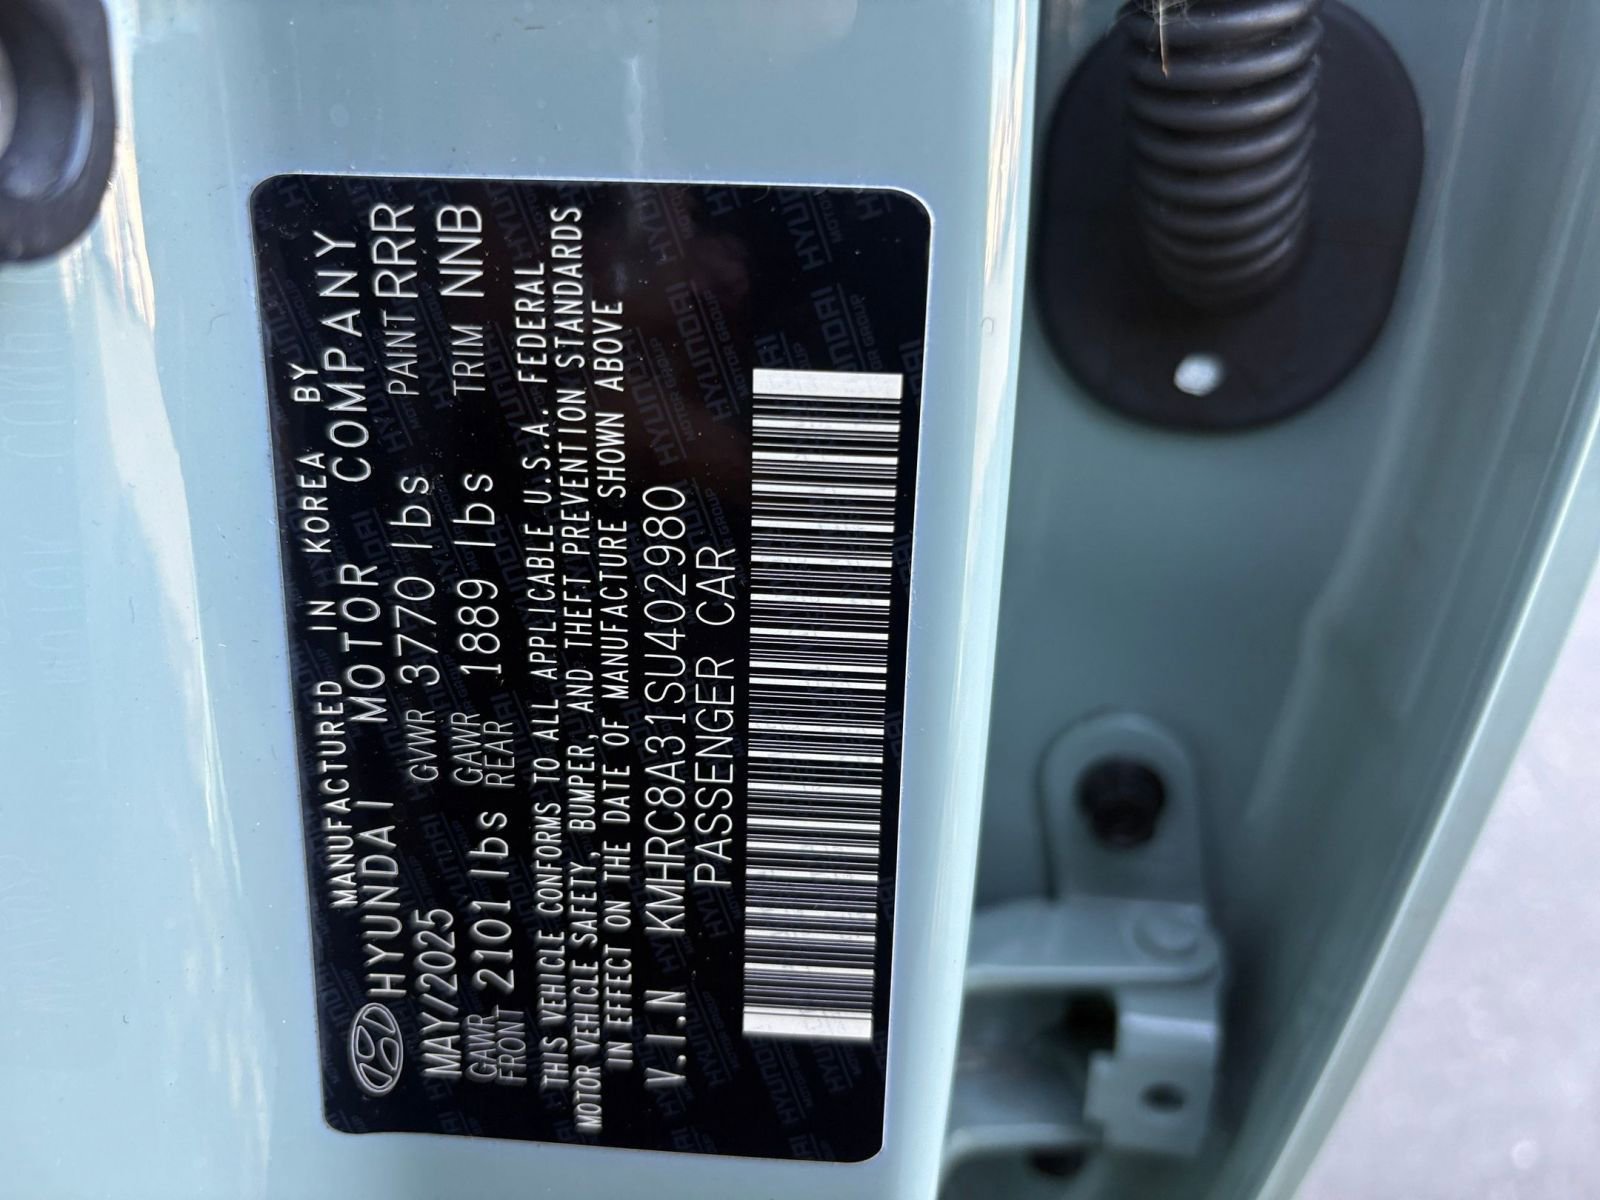 MANUFACTURED IN KOREA BY
HYUNDAI MOTOR COMPANY
MAY/2025 GVWR 3770 lbs PAINT RRR
GAWR FRONT 2101 lbs GAWR REAR 1889 lbs TRIM NNB
THIS VEHICLE CONFORMS TO ALL APPLICABLE U.S.A. FEDERAL
MOTOR VEHICLE SAFETY, BUMPER, AND THEFT PREVENTION STANDARDS
IN EFFECT ON THE DATE OF MANUFACTURE SHOWN ABOVE
V.I.N KMHRC8A31SU402980
PASSENGER CAR